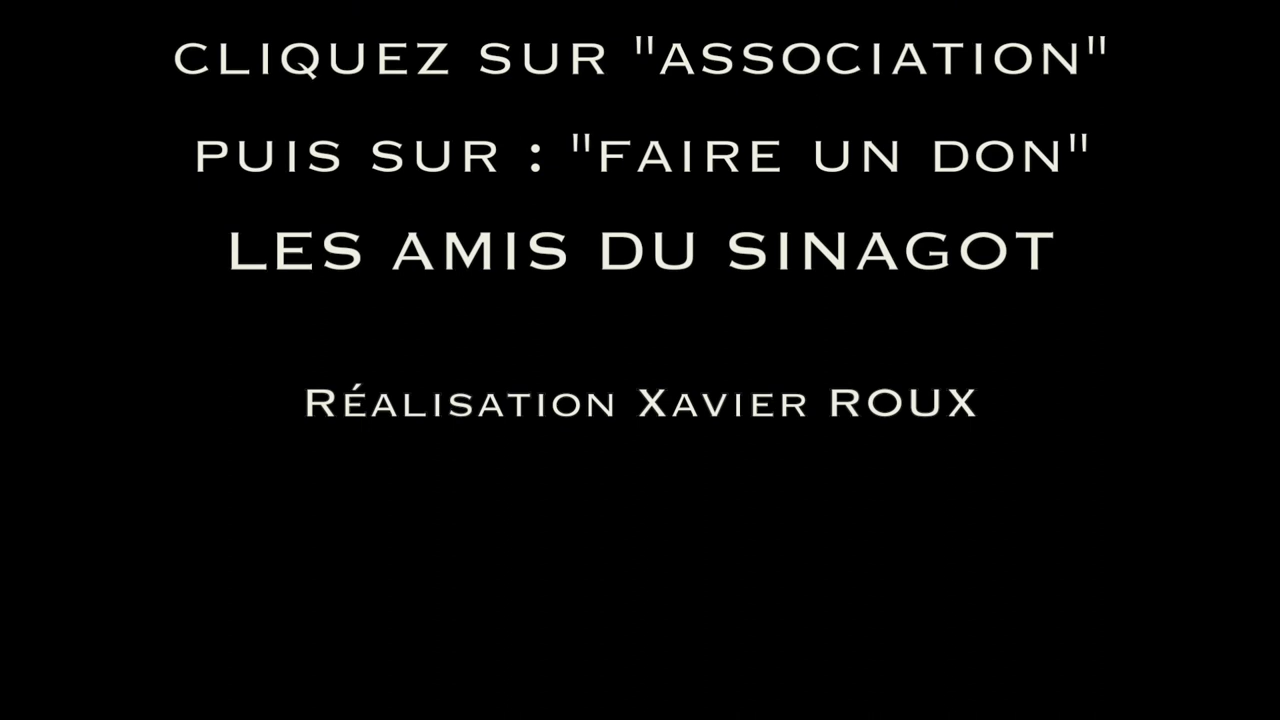 CLIQUEZ SUR "ASSOCIATION"
PUIS SUR : "FAIRE UN DON"
LES AMIS DU SINAGOT
RÉALISATION XAVIER ROUX